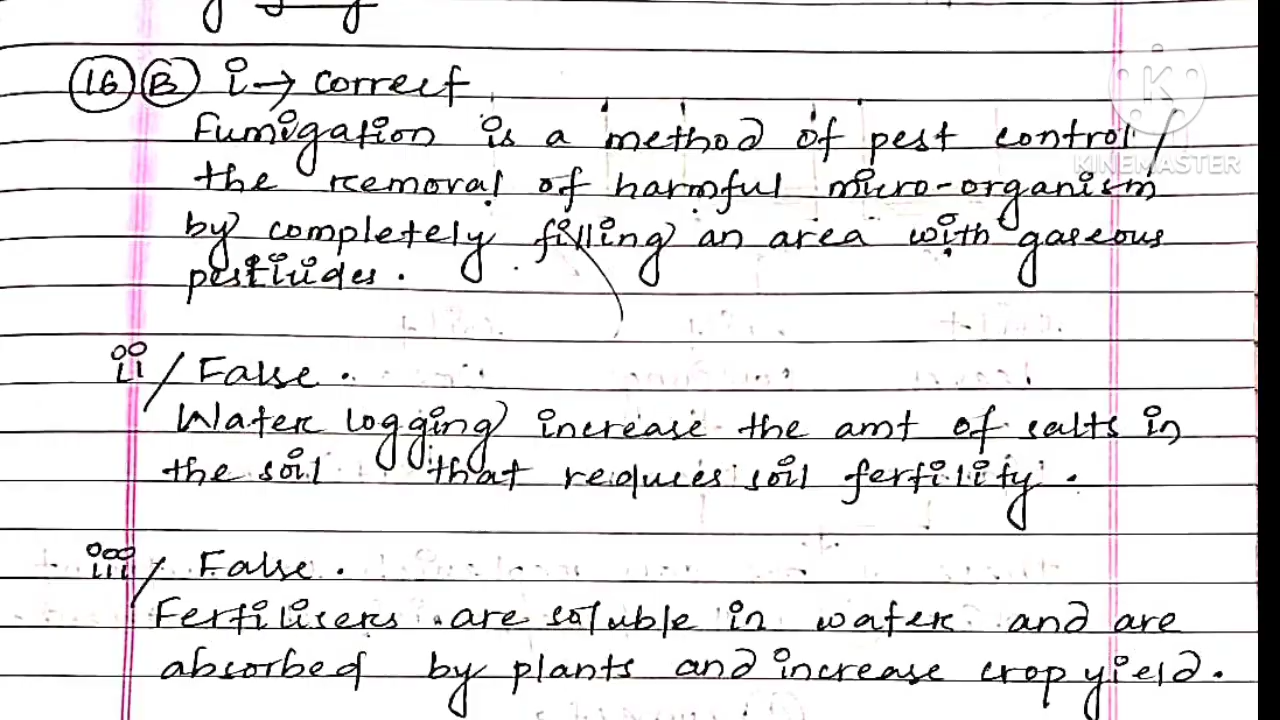 16 B i → correct
Fumigation is a method of pest control /
the removal of harmful micro-organism
by completely filling an area with gaseous
pesticides.
ii / False.
Water logging increase the amt of salts in
the soil that reduces soil fertility.
iii / False.
Fertilisers are soluble in water and are
absorbed by plants and increase crop yield.
K
KINEMASTER